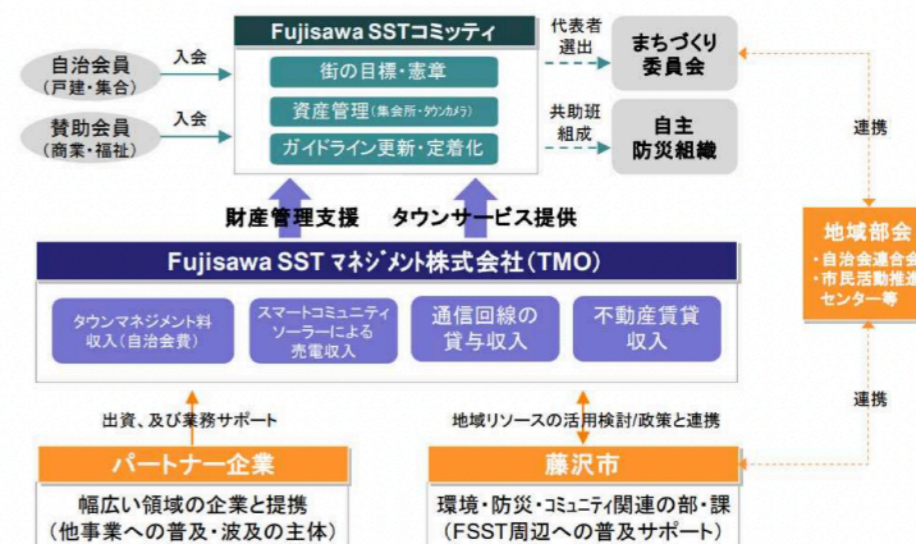 Fujisawa SSTコミッティ
街の目標・憲章
資産管理(集会所・タウンカメラ)
ガイドライン更新・定着化
自治会員
(戸建・集合)
入会
賛助会員
(商業・福祉)
入会
代表者
選出
まちづくり
委員会
共助班
組成
自主
防災組織
連携
財産管理支援
タウンサービス提供
地域部会
・自治会連合会
・市民活動推進
センター等
Fujisawa SST マネジメント株式会社(TMO)
タウンマネジメント料
収入(自治会費)
スマートコミュニティ
ソーラーによる
売電収入
通信回線の
貸与収入
不動産賃貸
収入
連携
出資、及び業務サポート
地域リソースの活用検討/政策と連携
パートナー企業
幅広い領域の企業と提携
(他事業への普及・波及の主体)
藤沢市
環境・防災・コミュニティ関連の部・課
(FSST周辺への普及サポート)